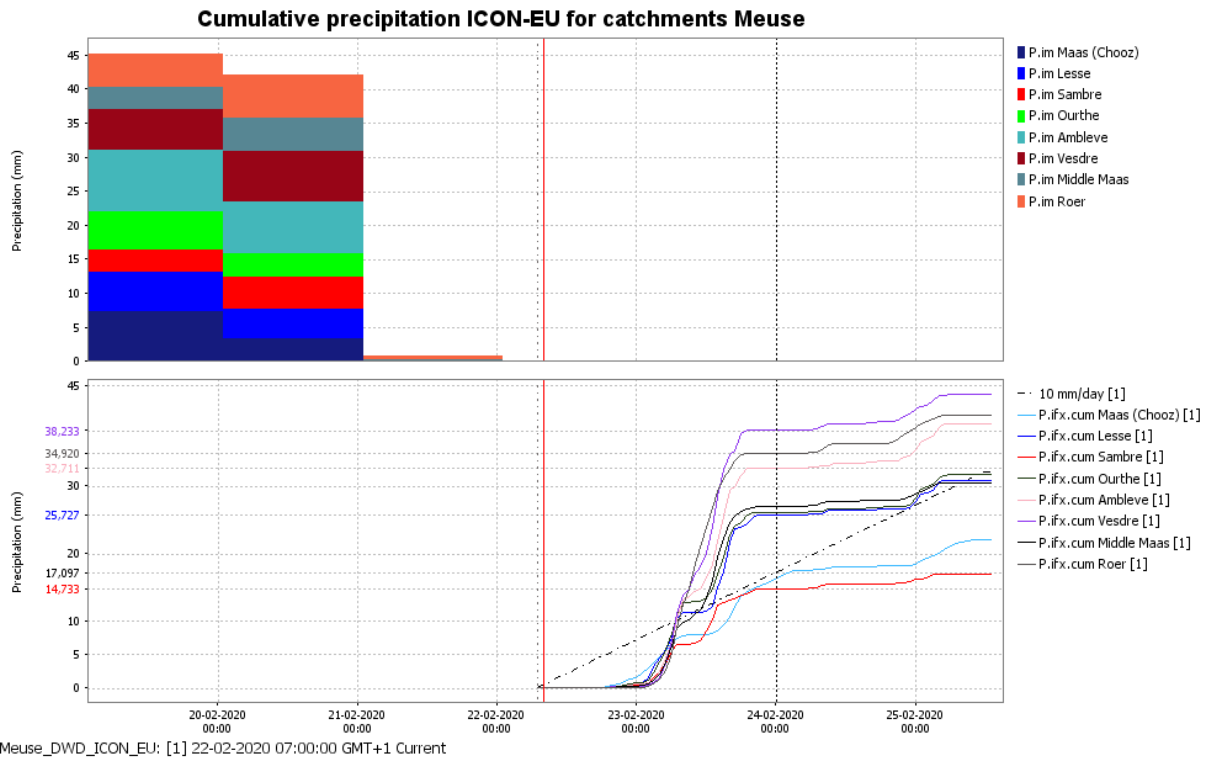 Cumulative precipitation ICON-EU for catchments Meuse
Precipitation (mm)
45
40
35
30
25
20
15
10
5
0
P.im Maas (Chooz)
P.im Lesse
P.im Sambre
P.im Ourthe
P.im Ambleve
P.im Vesdre
P.im Middle Maas
P.im Roer
Precipitation (mm)
45
38,233
34,920
32,711
30
25,727
20
17,097
14,733
10
5
0
10 mm/day [1]
P.ifx.cum Maas (Chooz) [1]
P.ifx.cum Lesse [1]
P.ifx.cum Sambre [1]
P.ifx.cum Ourthe [1]
P.ifx.cum Ambleve [1]
P.ifx.cum Vesdre [1]
P.ifx.cum Middle Maas [1]
P.ifx.cum Roer [1]
20-02-2020 21-02-2020 22-02-2020 23-02-2020 24-02-2020 25-02-2020
00:00 00:00 00:00 00:00 00:00 00:00
Meuse_DWD_ICON_EU: [1] 22-02-2020 07:00:00 GMT+1 Current